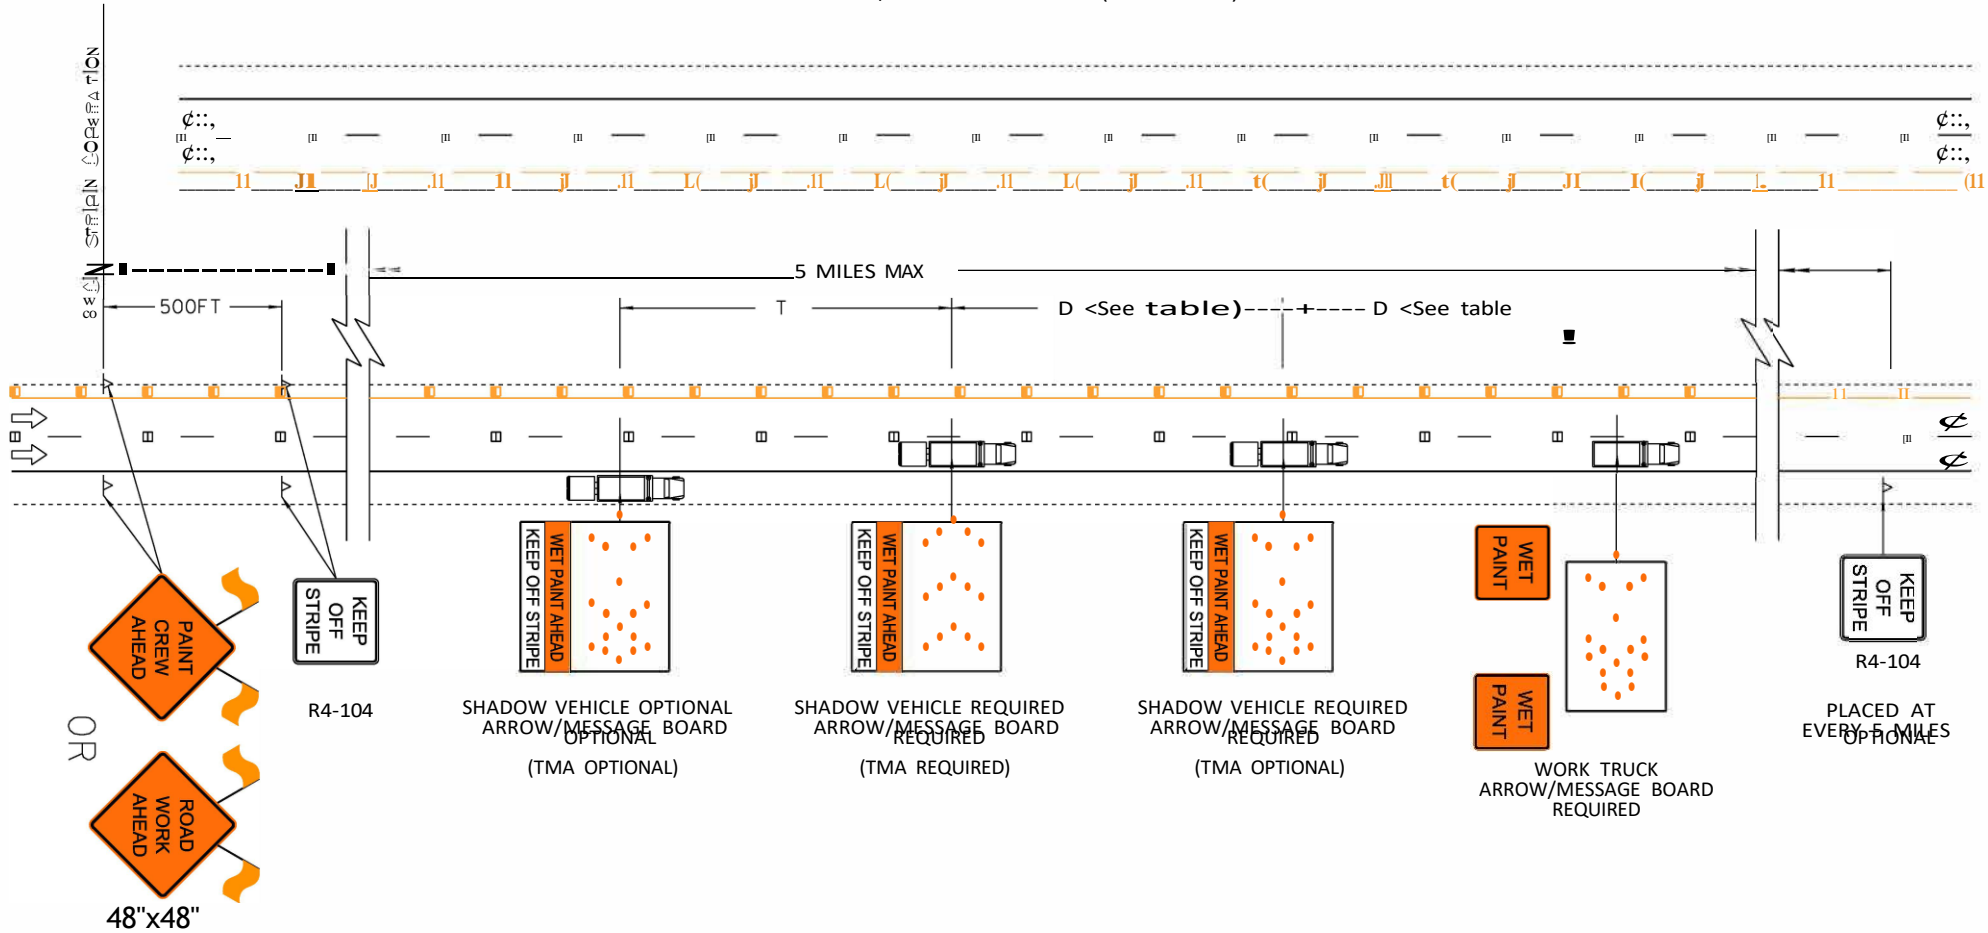 5 MILES MAX
500FT
T
D <See table)
D <See table
PAINT
CREW
AHEAD
OR
ROAD
WORK
AHEAD
48"x48"
KEEP
OFF
STRIPE
R4-104
WET PAINT AHEAD
KEEP OFF STRIPE
SHADOW VEHICLE OPTIONAL
ARROW/MESSAGE BOARD
OPTIONAL
(TMA OPTIONAL)
WET PAINT AHEAD
KEEP OFF STRIPE
SHADOW VEHICLE REQUIRED
ARROW/MESSAGE BOARD
REQUIRED
(TMA REQUIRED)
WET PAINT AHEAD
KEEP OFF STRIPE
SHADOW VEHICLE REQUIRED
ARROW/MESSAGE BOARD
REQUIRED
(TMA OPTIONAL)
WET
PAINT
WET
PAINT
WORK TRUCK
ARROW/MESSAGE BOARD
REQUIRED
KEEP
OFF
STRIPE
R4-104
PLACED AT
EVERY 5 MILES
OPTIONAL